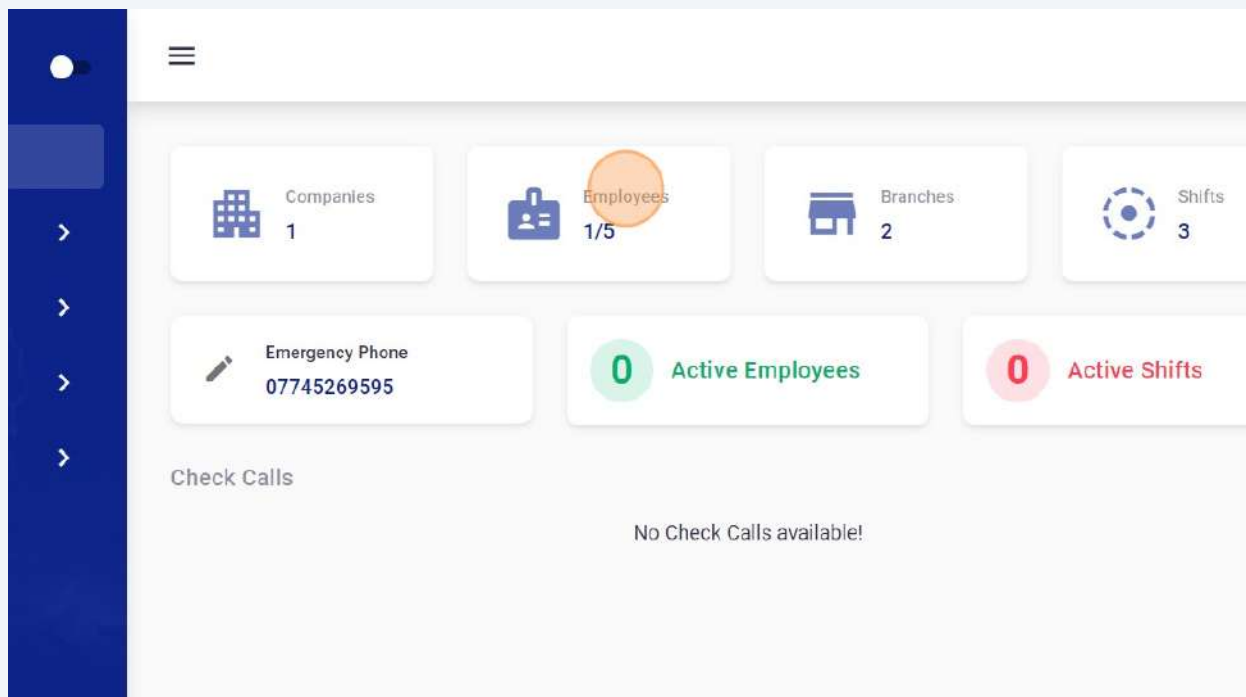 Companies
1
Employees
1/5
Branches
2
Shifts
3
Emergency Phone
07745269595
0 Active Employees
0 Active Shifts
Check Calls
No Check Calls available!